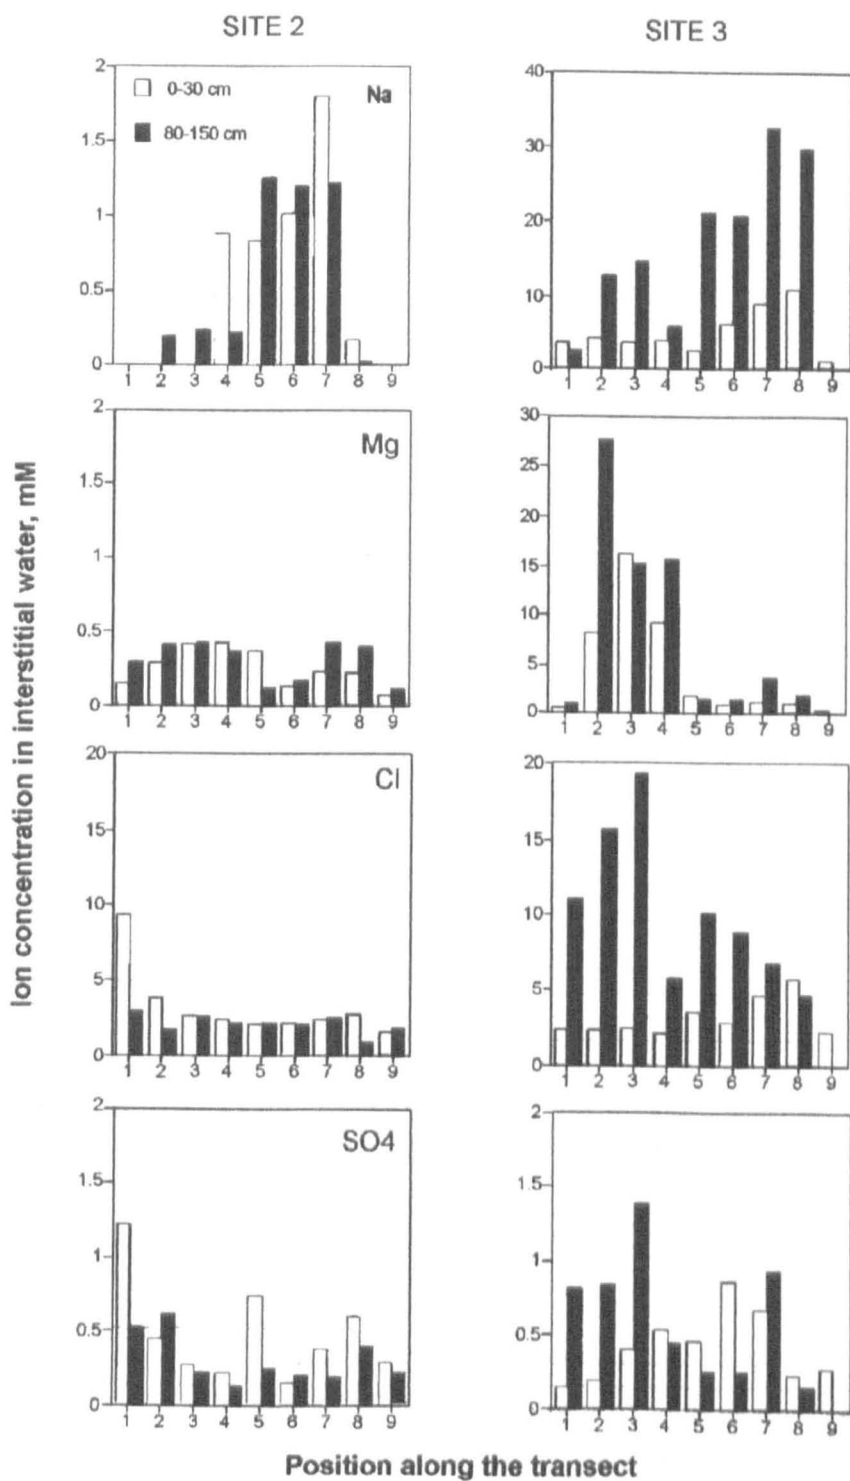 SITE 2
SITE 3
2
1.5
1
0.5
0
0-30 cm
80-150 cm
Na
1 2 3 4 5 6 7 8 9
40
30
20
10
0
1 2 3 4 5 6 7 8 9
2
1.5
1
0.5
0
Mg
1 2 3 4 5 6 7 8 9
30
25
20
15
10
5
0
1 2 3 4 5 6 7 8 9
20
15
10
5
0
Cl
1 2 3 4 5 6 7 8 9
20
15
10
5
0
1 2 3 4 5 6 7 8 9
2
1.5
1
0.5
0
SO4
1 2 3 4 5 6 7 8 9
2
1.5
1
0.5
0
1 2 3 4 5 6 7 8 9
Ion concentration in interstitial water, mM
Position along the transect